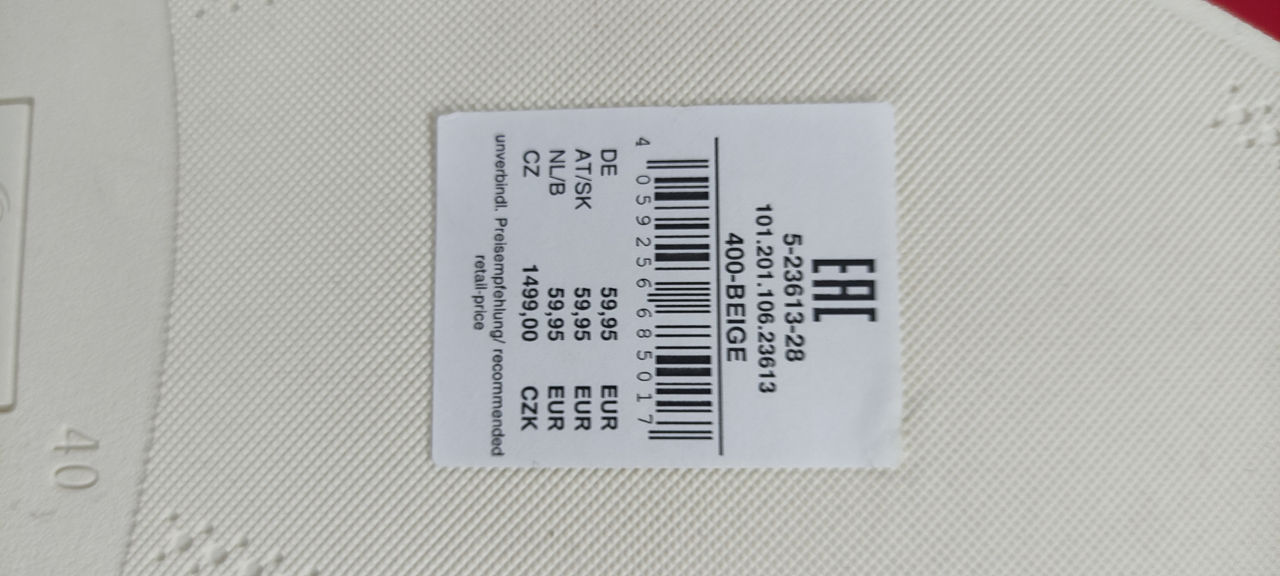 EAC
5-23613-28
101.201.106.23613
400-BEIGE
4 059256 685017
DE 59,95 EUR
AT/SK 59,95 EUR
NL/B 59,95 EUR
CZ 1499,00 CZK
unverbindl. Preisempfehlung/ recommended
retail-price
40